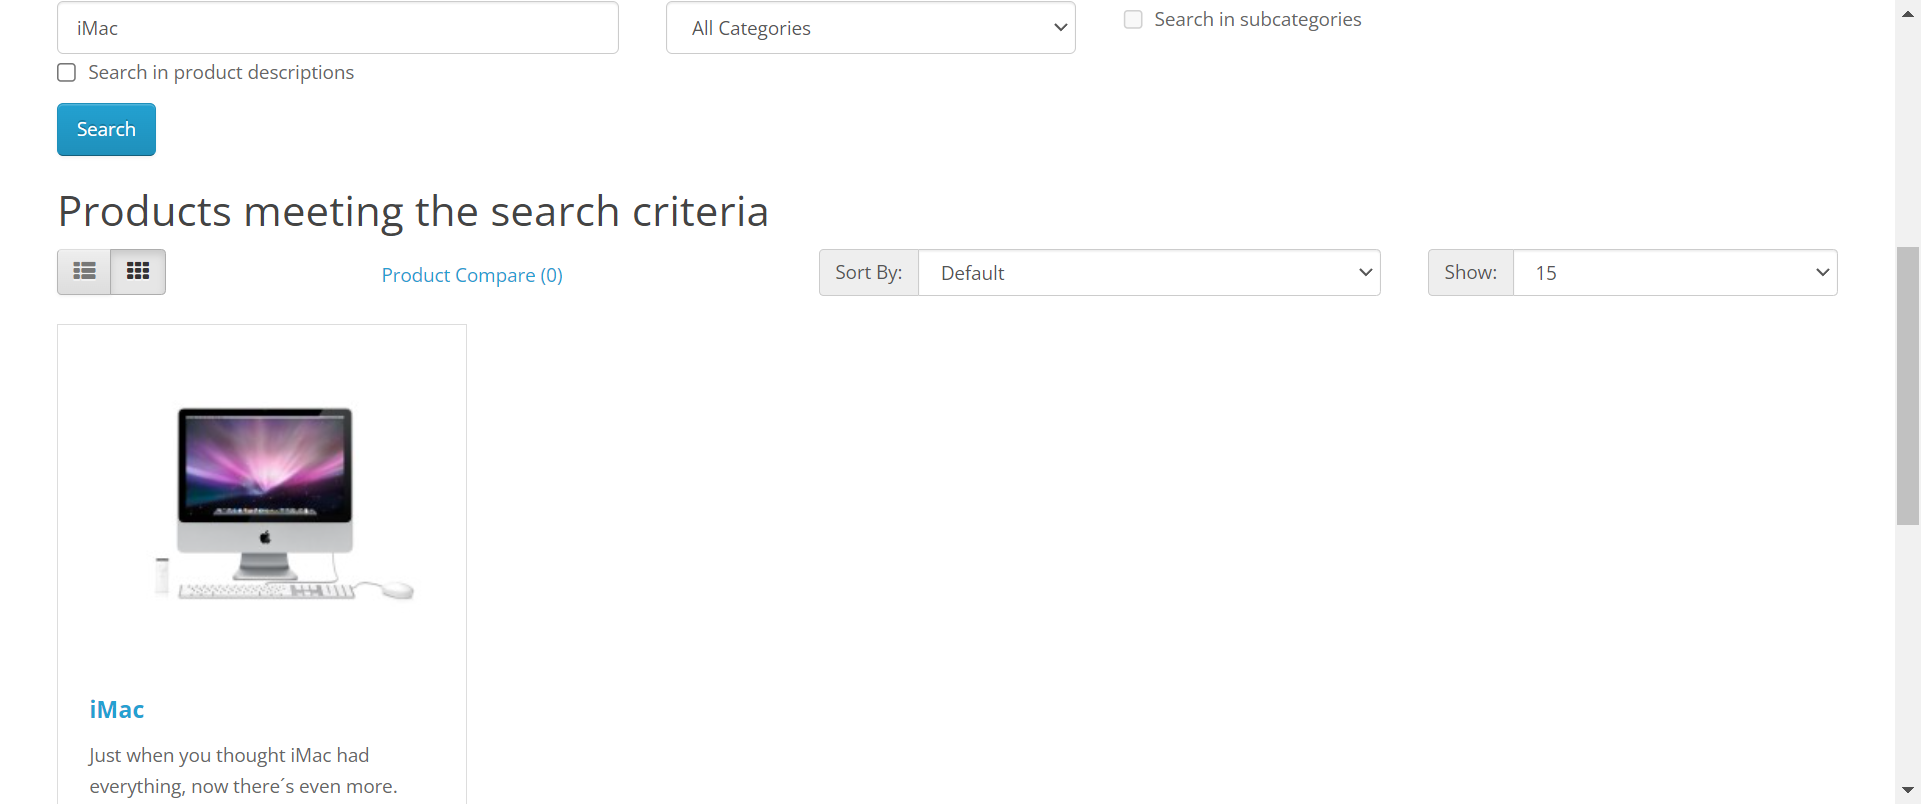 iMac
All Categories
Search in subcategories
Search in product descriptions
Search
Products meeting the search criteria
Product Compare (0)
Sort By:
Default
Show:
15
iMac
Just when you thought iMac had
everything, now there´s even more.